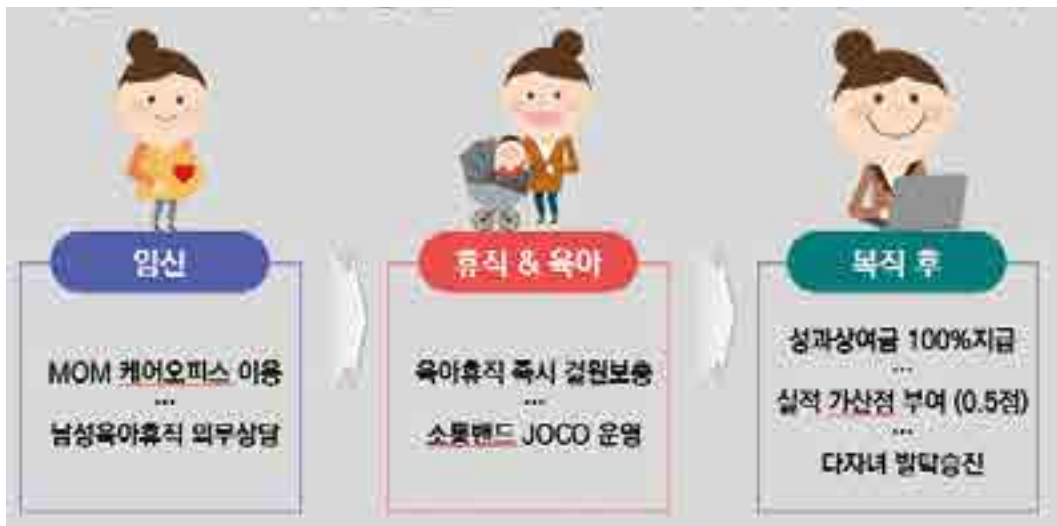 임신
MOM 케어오피스 이용
...
남성육아휴직 의무상담
휴직 & 육아
육아휴직 즉시 결원보충
...
소통밴드 JOCO 운영
복직 후
성과상여금 100%지급
...
실적 가산점 부여 (0.5점)
...
다자녀 발탁승진